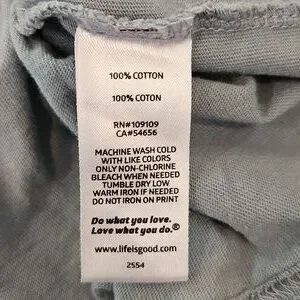 100% COTTON
100% COTON
RN#109109
CA#54656
MACHINE WASH COLD
WITH LIKE COLORS
ONLY NON-CHLORINE
BLEACH WHEN NEEDED
TUMBLE DRY LOW
WARM IRON IF NEEDED
DO NOT IRON ON PRINT
Do what you love.
Love what you do.®
www.lifeisgood.com
2554